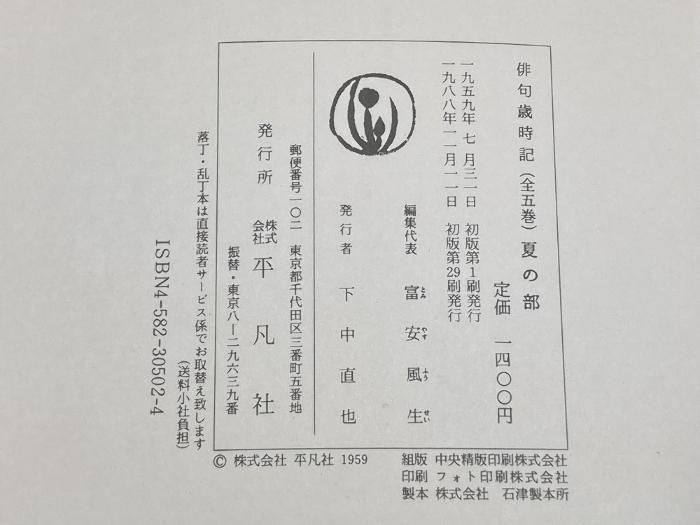 俳句歳時記（全五巻）夏の部
定価 一四〇〇円
一九五九年 七月三一日 初版第1刷発行
一九八八年一一月一一日 初版第29刷発行
編集代表 富安風生
とみ やす ふう せい
発行者 下中直也
郵便番号一〇二 東京都千代田区三番町五番地
発行所 株式会社 平凡社
振替・東京八―二九六三九番
落丁・乱丁本は直接読者サービス係でお取替え致します
（送料小社負担）
ISBN4-582-30502-4
© 株式会社 平凡社 1959
組版 中央精版印刷株式会社
印刷 フォト印刷株式会社
製本 株式会社 石津製本所